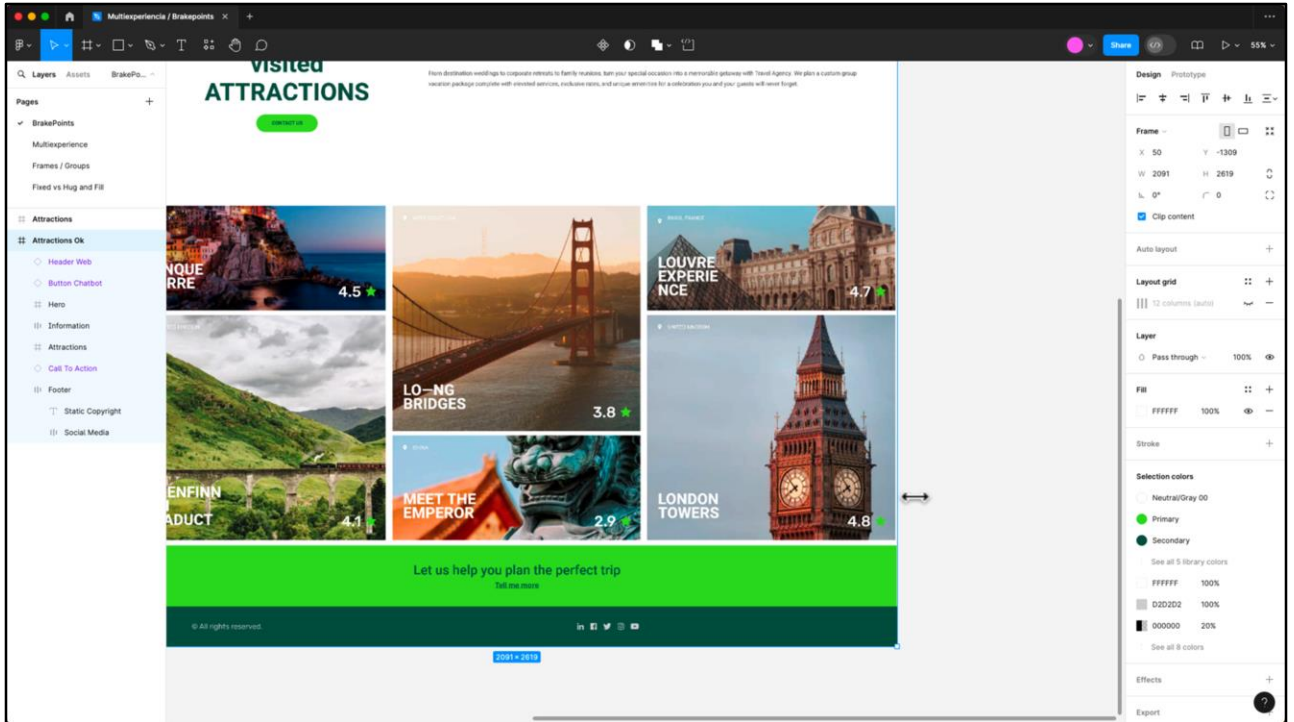 Multiexperiencia / Brakepoints
Share
55%
Layers
Assets
BrakePo...
Pages
BrakePoints
Multiexperience
Frames / Groups
Fixed vs Hug and Fill
Attractions
Attractions Ok
Header Web
Button Chatbot
Hero
Information
Attractions
Call To Action
Footer
Static Copyright
Social Media
visited
ATTRACTIONS
CONTACT US
From destination weddings to corporate retreats to family reunions, turn your special occasion into a memorable getaway with Travel Agency. We plan a custom group
vacation package complete with elevated services, exclusive rates, and unique amenities for a celebration you and your guests will never forget.
NQUE
RRE
4.5
LO—NG
BRIDGES
3.8
LOUVRE
EXPERIE
NCE
4.7
ENFINN
ADUCT
4.1
MEET THE
EMPEROR
2.9
UNITED KINGDOM
LONDON
TOWERS
4.8
Let us help you plan the perfect trip
Tell me more
© All rights reserved.
2091 × 2619
Design
Prototype
Frame
X 50
Y -1309
W 2091
H 2619
0°
0
Clip content
Auto layout
Layout grid
12 columns (auto)
Layer
Pass through
100%
Fill
FFFFFF
100%
Stroke
Selection colors
Neutral/Gray 00
Primary
Secondary
See all 5 library colors
FFFFFF
100%
D2D2D2
100%
000000
20%
See all 8 colors
Effects
Export
?